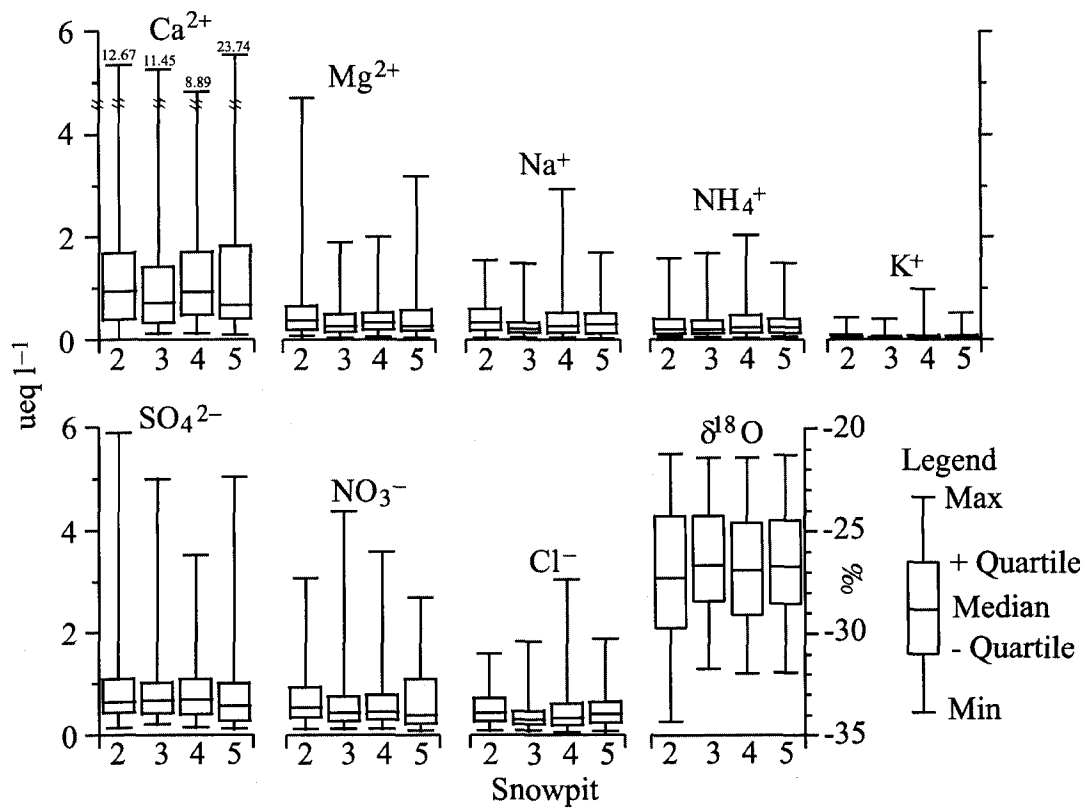 6
4
2
0
Ca2+
12.67
11.45
8.89
23.74
2 3 4 5
Mg2+
2 3 4 5
Na+
2 3 4 5
NH4+
2 3 4 5
K+
2 3 4 5
ueq l–1
6
4
2
0
SO42–
2 3 4 5
NO3–
2 3 4 5
Cl–
2 3 4 5
δ18O
2 3 4 5
-20
-25
-30
-35
‰
Snowpit
Legend
Max
+ Quartile
Median
- Quartile
Min